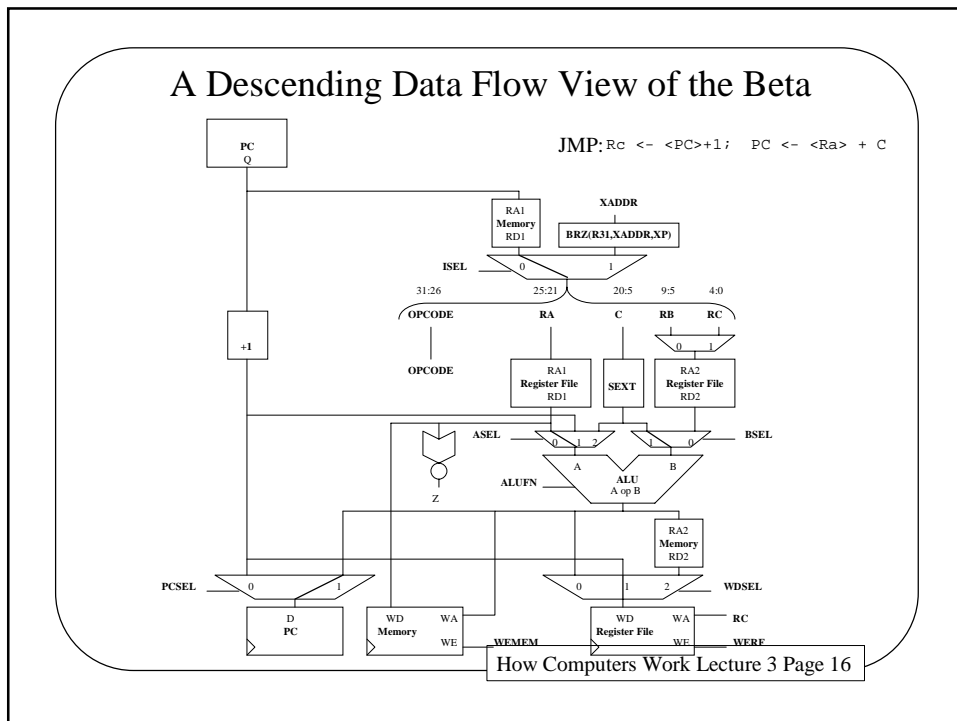 A Descending Data Flow View of the Beta
PC
Q
JMP: Rc <- <PC>+1; PC <- <Ra> + C
XADDR
RA1
Memory
RD1
BRZ(R31,XADDR,XP)
ISEL
0 1
31:26 25:21 20:5 9:5 4:0
OPCODE RA C RB RC
+1
0 1
OPCODE
RA1
Register File
RD1
SEXT
RA2
Register File
RD2
ASEL
0 1 2
1 0
BSEL
A B
ALU
A op B
ALUFN
Z
RA2
Memory
RD2
PCSEL
0 1
0 1 2
WDSEL
D
PC
WD WA
Memory
WE
WEMEM
WD WA
Register File
WE
RC
WERF
How Computers Work Lecture 3 Page 16